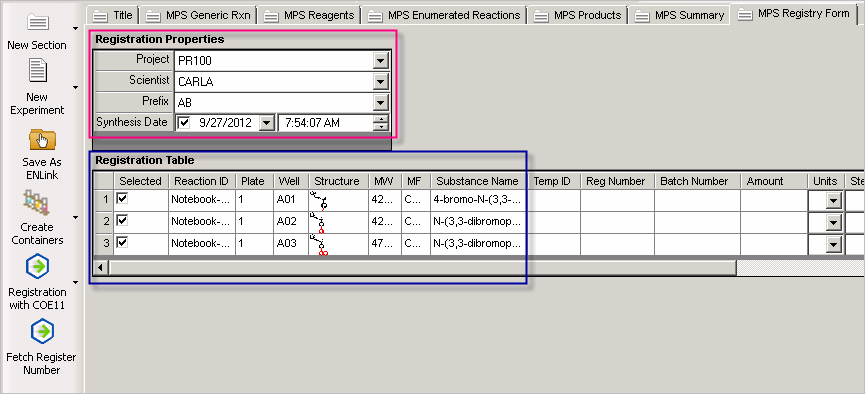 Title MPS Generic Rxn MPS Reagents MPS Enumerated Reactions MPS Products MPS Summary MPS Registry Form
New Section
New
Experiment
Save As
ENLink
Create
Containers
Registration
with COE11
Fetch Register
Number
Registration Properties
Project PR100
Scientist CARLA
Prefix AB
Synthesis Date 9/27/2012 7:54:07 AM
Registration Table
Selected Reaction ID Plate Well Structure MW MF Substance Name Temp ID Reg Number Batch Number Amount Units Ste
1 Notebook-... 1 A01 42... C... 4-bromo-N-(3,3-...
2 Notebook-... 1 A02 42... C... N-(3,3-dibromop...
3 Notebook-... 1 A03 47... C... N-(3,3-dibromop...